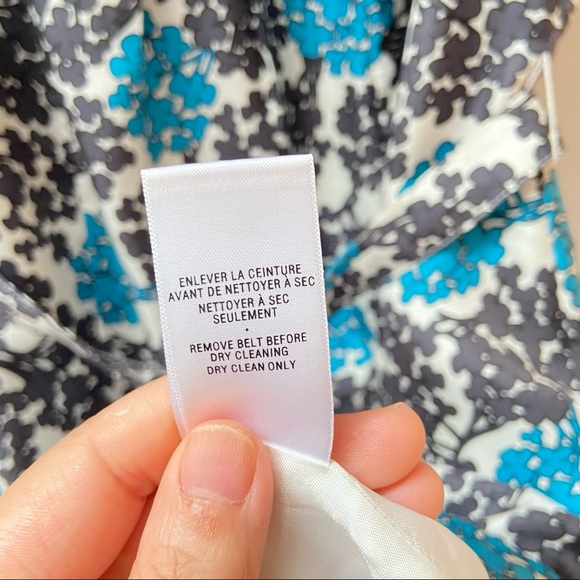 ENLEVER LA CEINTURE
AVANT DE NETTOYER À SEC
NETTOYER À SEC
SEULEMENT
•
REMOVE BELT BEFORE
DRY CLEANING
DRY CLEAN ONLY